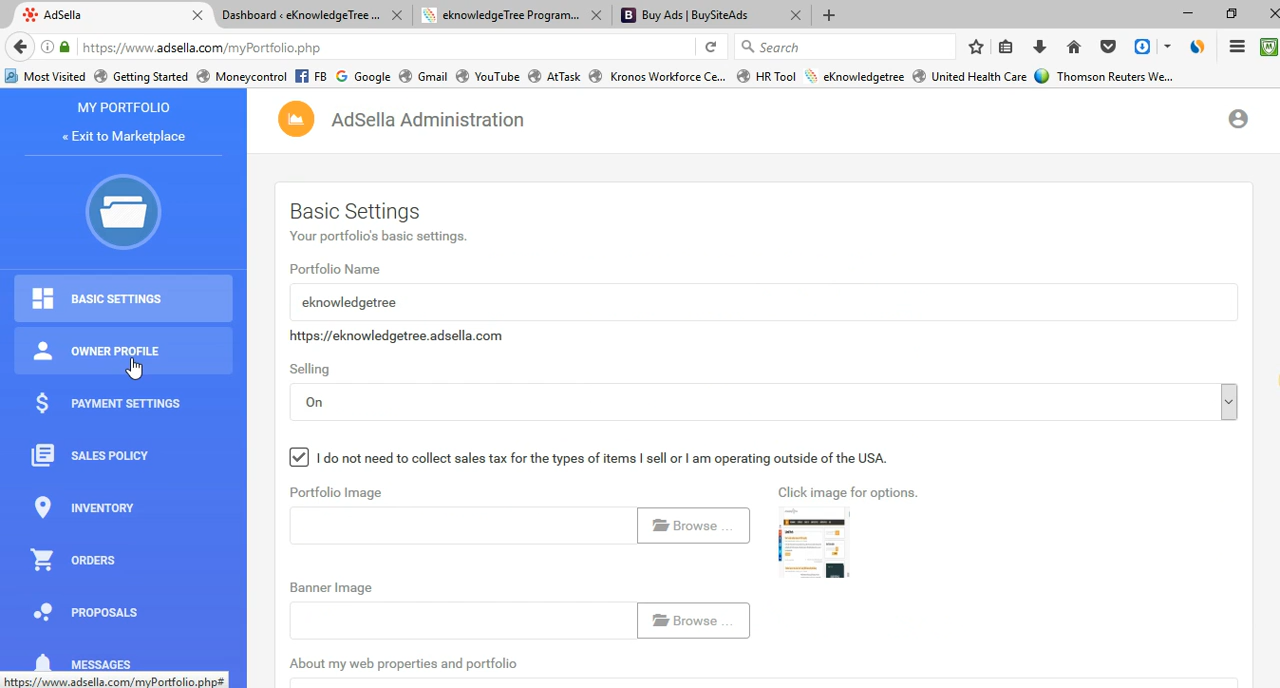 AdSella
Dashboard ‹ eKnowledgeTree ...
eknowledgeTree Program...
B Buy Ads | BuySiteAds
https://www.adsella.com/myPortfolio.php
Search
Most Visited
Getting Started
Moneycontrol
FB
Google
Gmail
YouTube
AtTask
Kronos Workforce Ce...
HR Tool
eKnowledgetree
United Health Care
Thomson Reuters We...
MY PORTFOLIO
« Exit to Marketplace
BASIC SETTINGS
OWNER PROFILE
PAYMENT SETTINGS
SALES POLICY
INVENTORY
ORDERS
PROPOSALS
MESSAGES
https://www.adsella.com/myPortfolio.php#
AdSella Administration
Basic Settings
Your portfolio's basic settings.
Portfolio Name
eknowledgetree
https://eknowledgetree.adsella.com
Selling
On
I do not need to collect sales tax for the types of items I sell or I am operating outside of the USA.
Portfolio Image
Browse ...
Click image for options.
Banner Image
Browse ...
About my web properties and portfolio